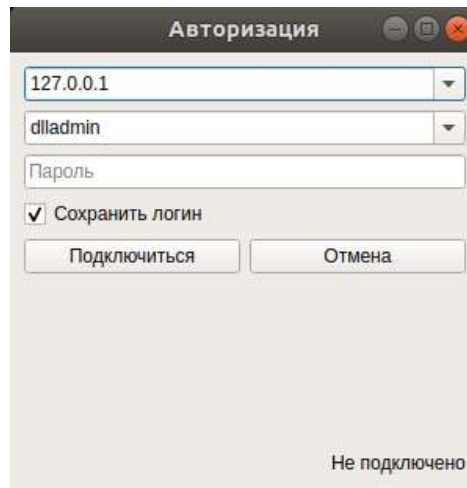 Авторизация
127.0.0.1
dlladmin
Пароль
Сохранить логин
Подключиться Отмена
Не подключено